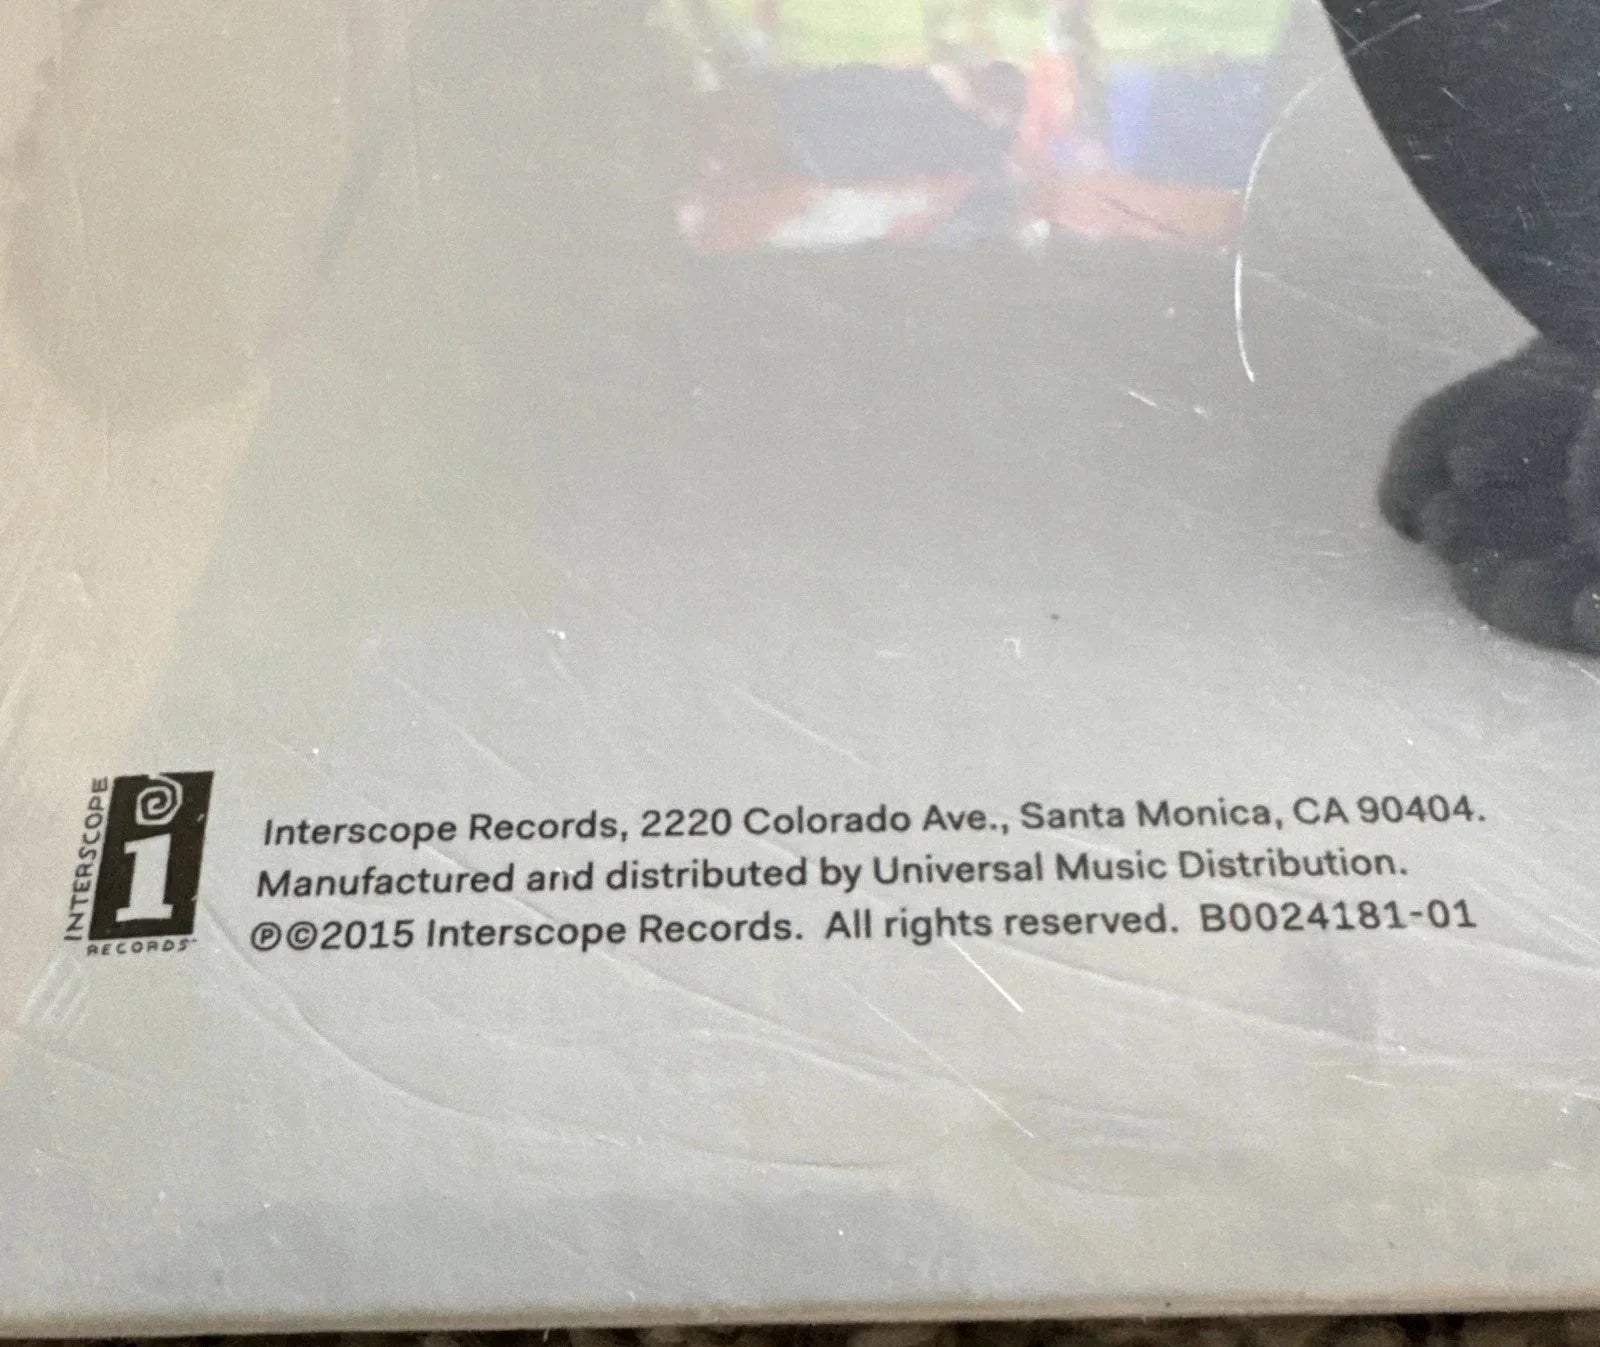 INTERSCOPE
RECORDS
Interscope Records, 2220 Colorado Ave., Santa Monica, CA 90404.
Manufactured and distributed by Universal Music Distribution.
℗©2015 Interscope Records. All rights reserved. B0024181-01